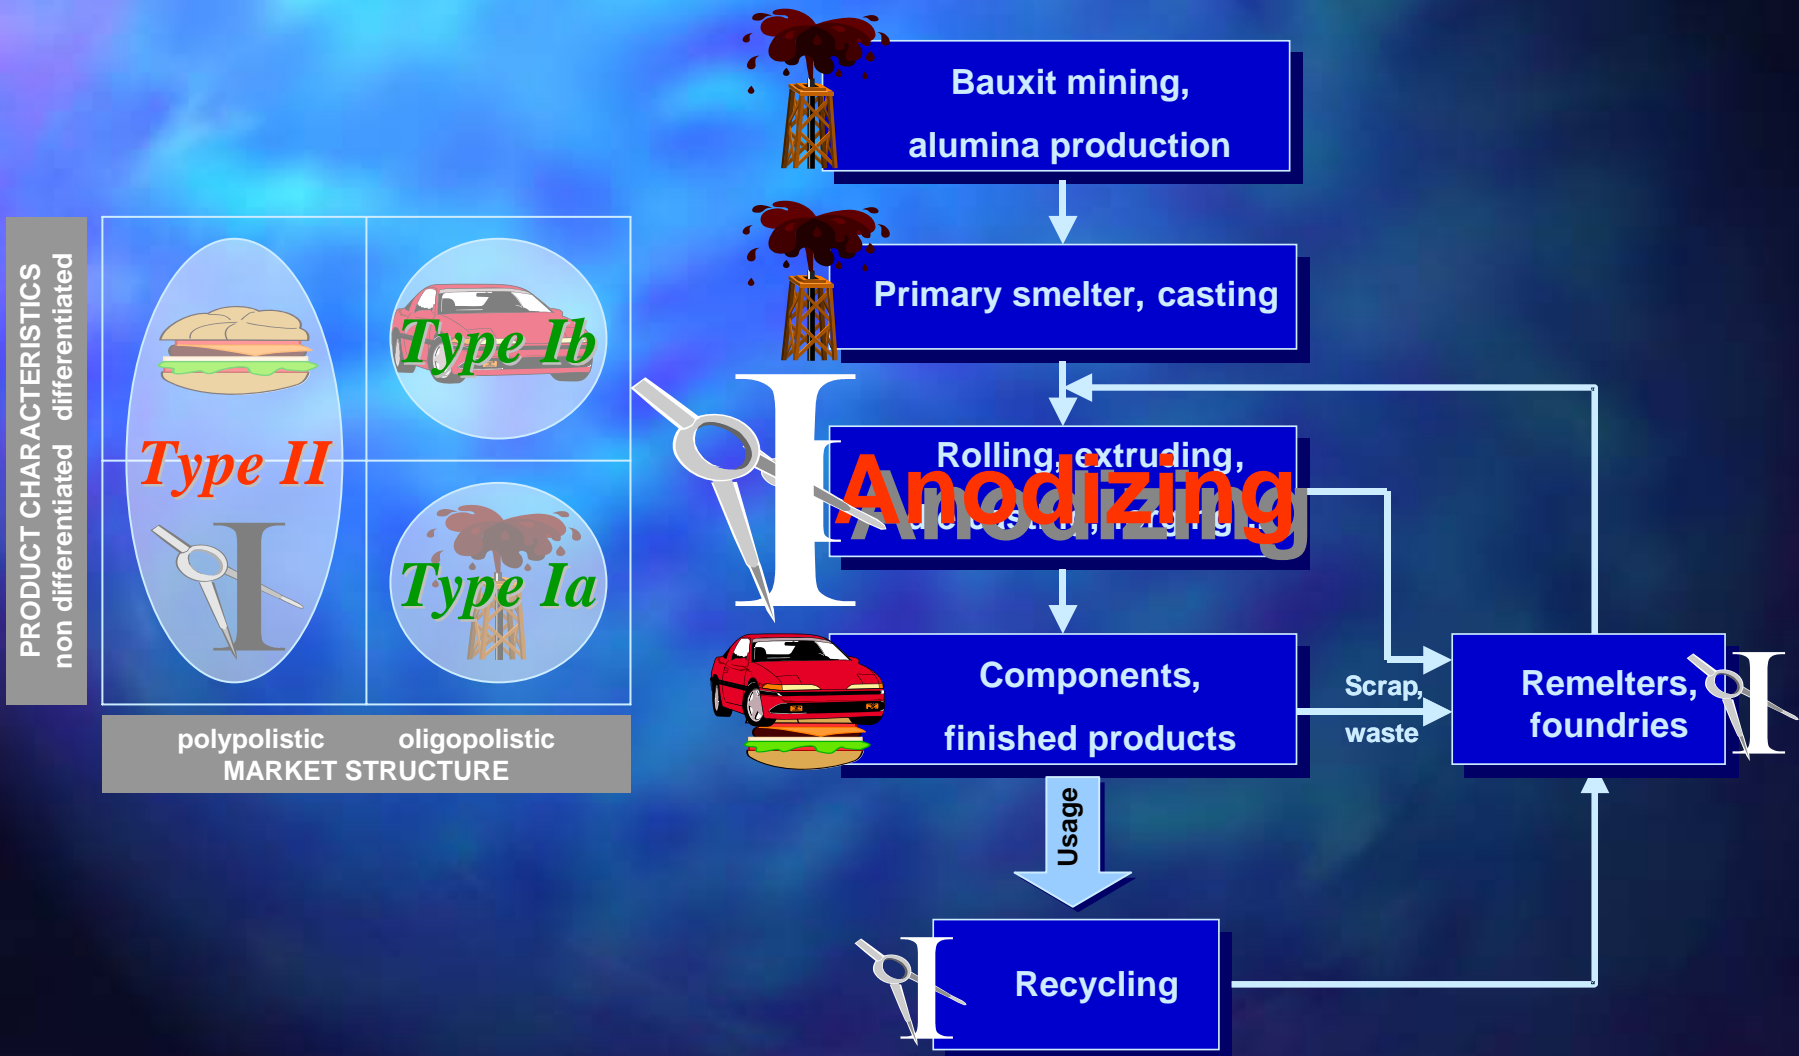 PRODUCT CHARACTERISTICS
non differentiated differentiated
Type II
Type Ib
Type Ia
polypolistic oligopolistic
MARKET STRUCTURE
Bauxit mining,
alumina production
Primary smelter, casting
Rolling, extruding,
Anodizing
Components,
finished products
Scrap,
waste
Remelters,
foundries
Usage
Recycling